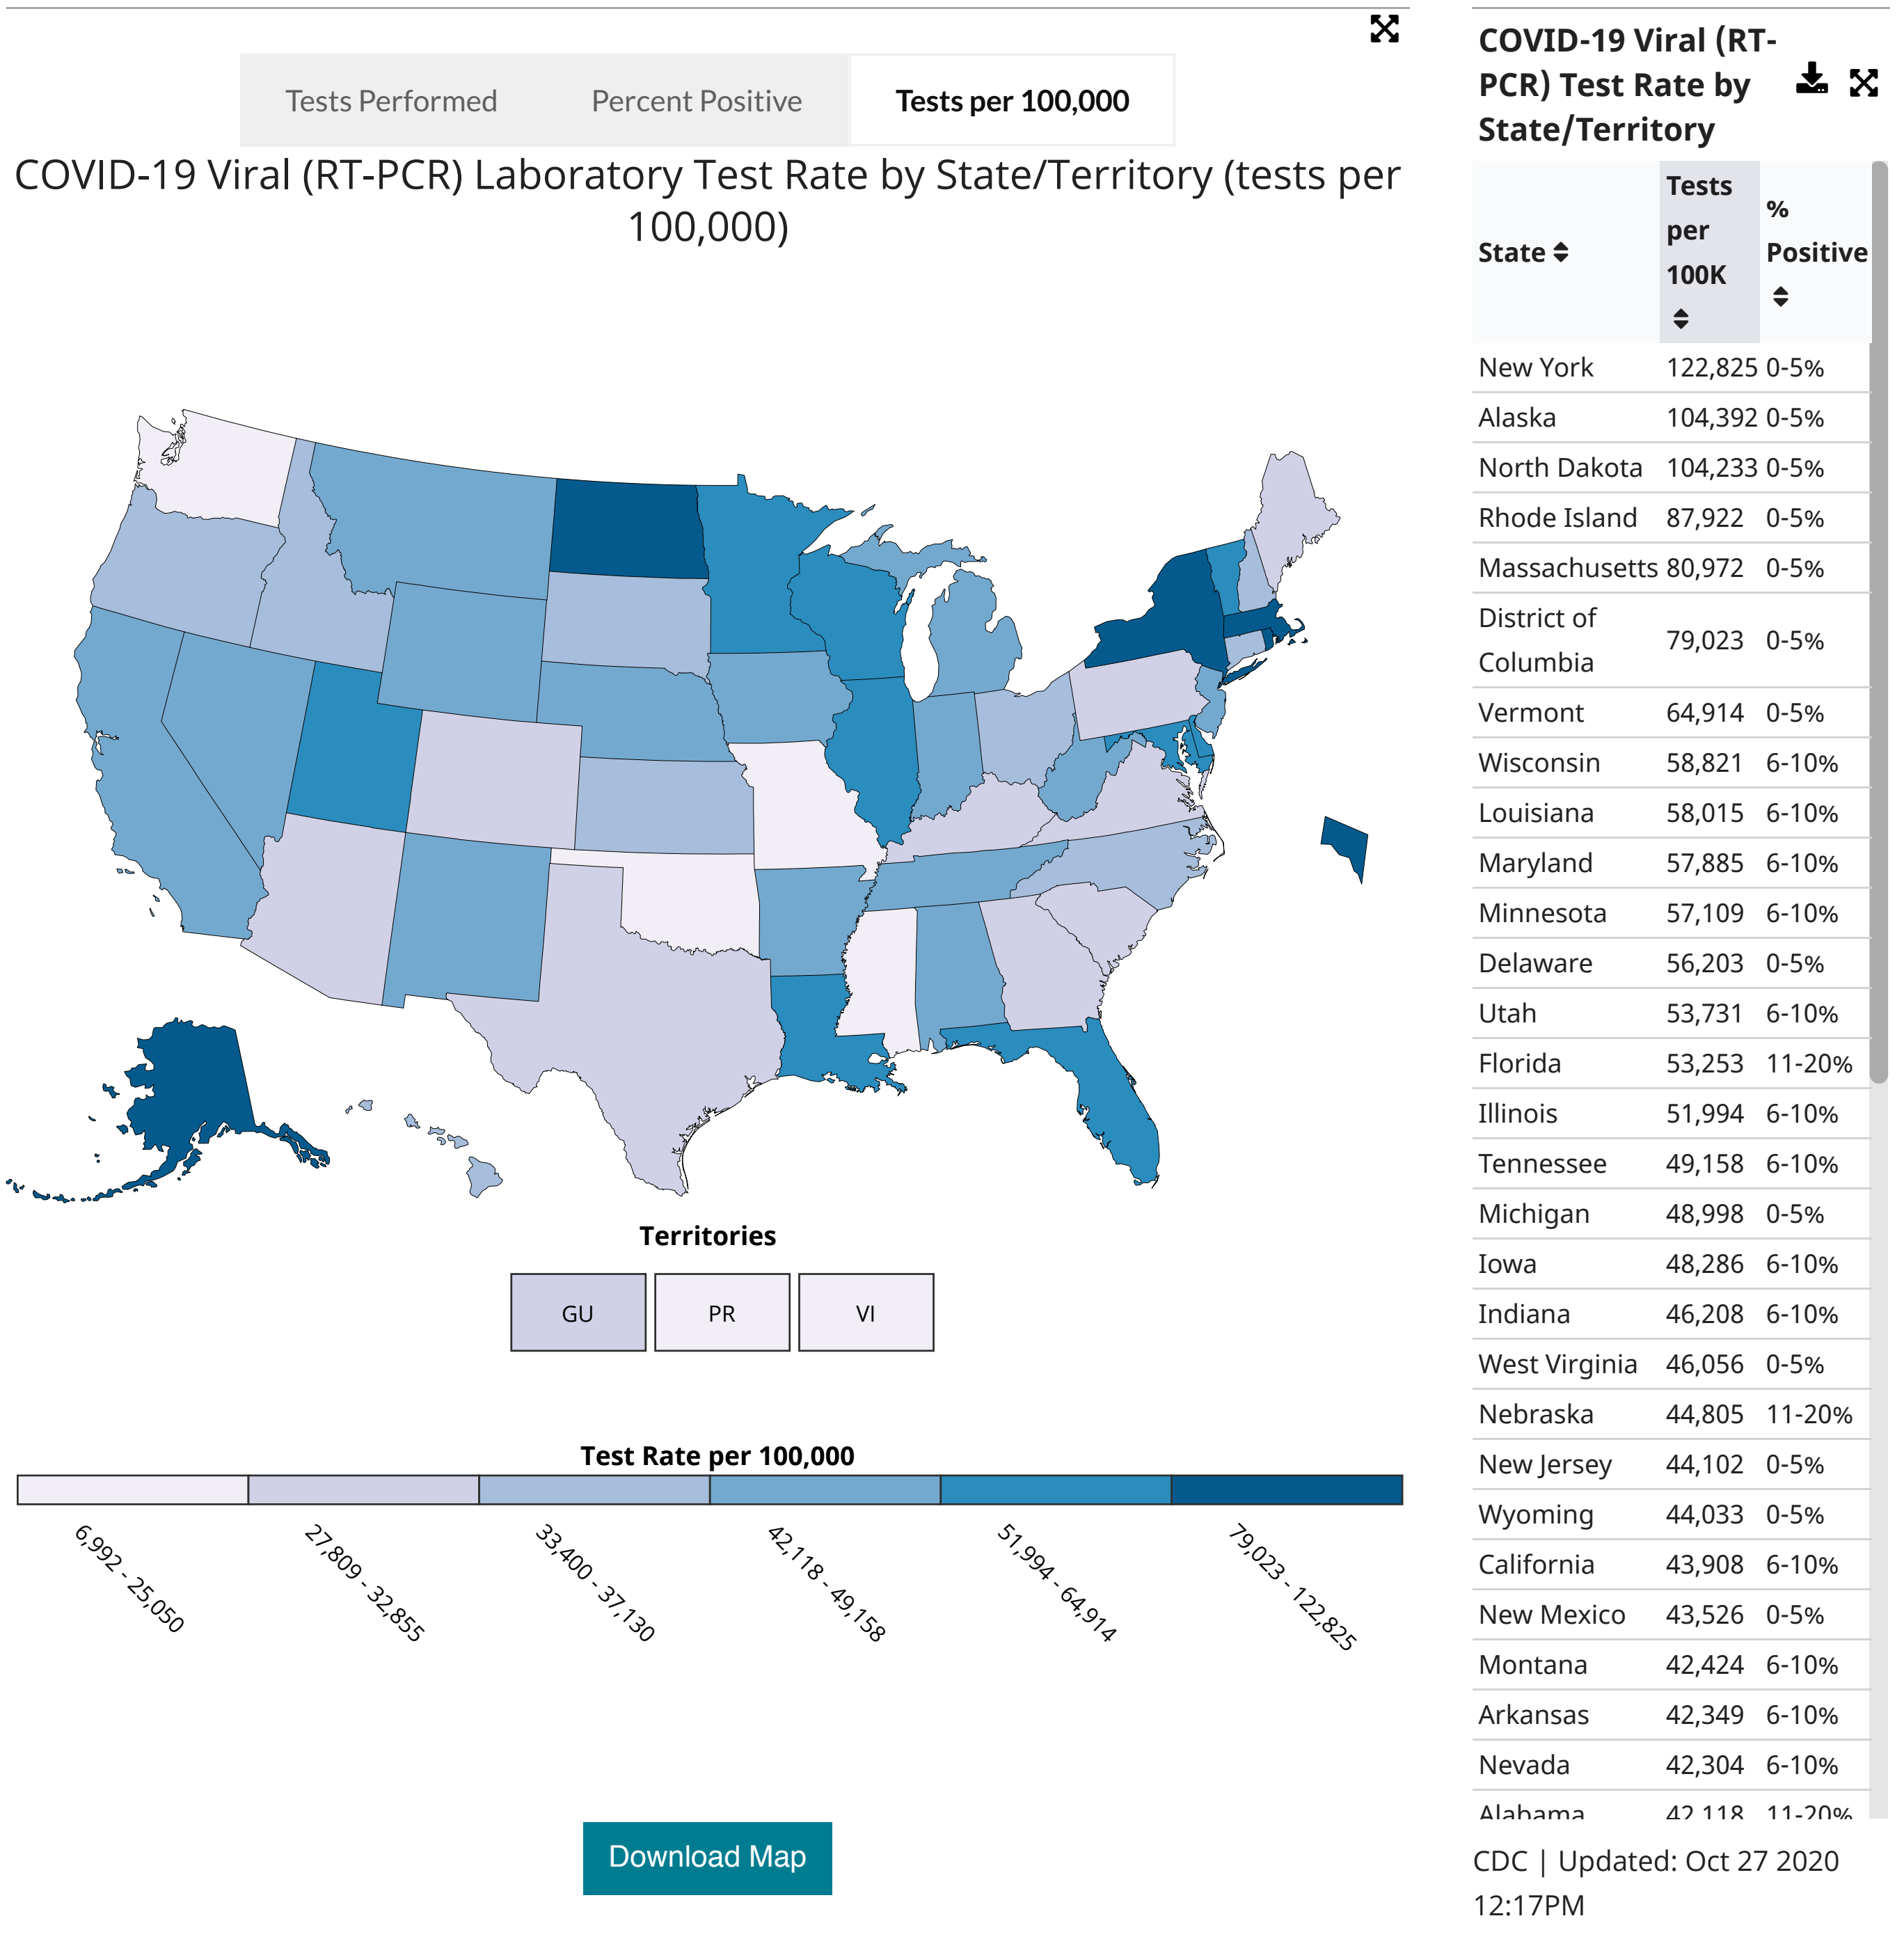 Tests Performed
Percent Positive
Tests per 100,000
COVID-19 Viral (RT-PCR) Laboratory Test Rate by State/Territory (tests per
100,000)
Territories
GU
PR
VI
Test Rate per 100,000
6,992 - 25,050
27,809 - 32,855
33,400 - 37,130
42,118 - 49,158
51,994 - 64,914
79,023 - 122,825
Download Map
COVID-19 Viral (RT-
PCR) Test Rate by
State/Territory
State
Tests
per
100K
%
Positive
New York 122,825 0-5%
Alaska 104,392 0-5%
North Dakota 104,233 0-5%
Rhode Island 87,922 0-5%
Massachusetts 80,972 0-5%
District of
Columbia 79,023 0-5%
Vermont 64,914 0-5%
Wisconsin 58,821 6-10%
Louisiana 58,015 6-10%
Maryland 57,885 6-10%
Minnesota 57,109 6-10%
Delaware 56,203 0-5%
Utah 53,731 6-10%
Florida 53,253 11-20%
Illinois 51,994 6-10%
Tennessee 49,158 6-10%
Michigan 48,998 0-5%
Iowa 48,286 6-10%
Indiana 46,208 6-10%
West Virginia 46,056 0-5%
Nebraska 44,805 11-20%
New Jersey 44,102 0-5%
Wyoming 44,033 0-5%
California 43,908 6-10%
New Mexico 43,526 0-5%
Montana 42,424 6-10%
Arkansas 42,349 6-10%
Nevada 42,304 6-10%
Alabama 42,118 11-20%
CDC | Updated: Oct 27 2020
12:17PM